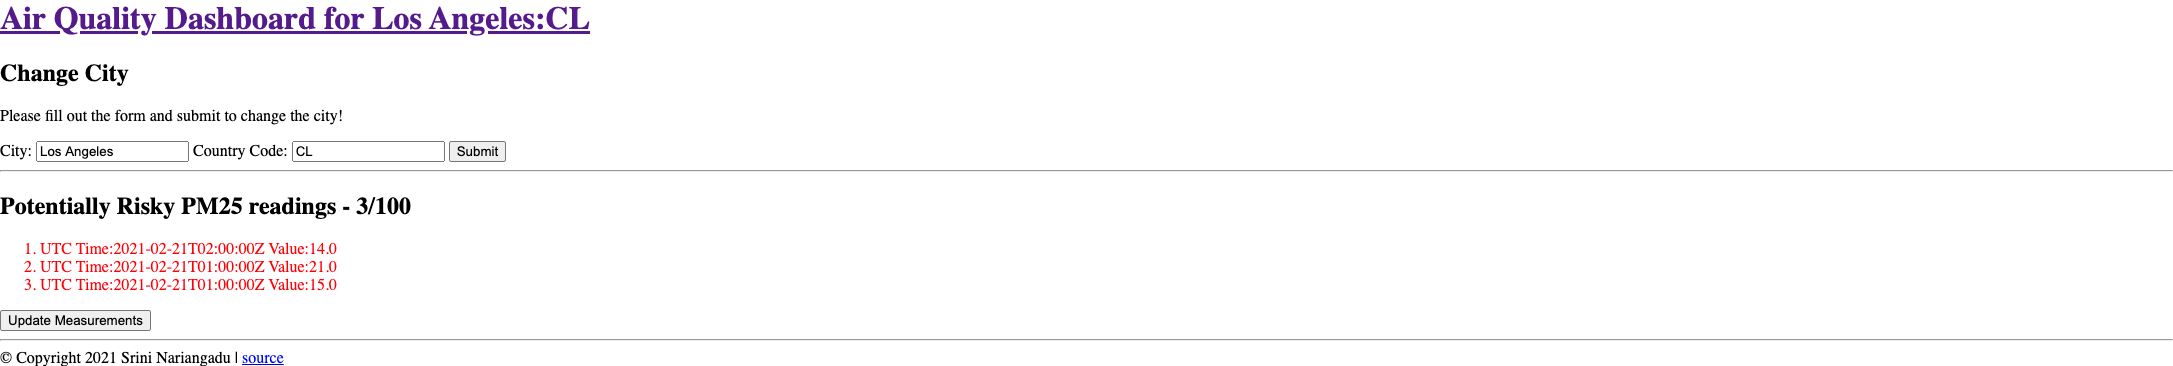 Air Quality Dashboard for Los Angeles:CL
Change City
Please fill out the form and submit to change the city!
City: Los Angeles Country Code: CL Submit
Potentially Risky PM25 readings - 3/100
1. UTC Time:2021-02-21T02:00:00Z Value:14.0
2. UTC Time:2021-02-21T01:00:00Z Value:21.0
3. UTC Time:2021-02-21T01:00:00Z Value:15.0
Update Measurements
© Copyright 2021 Srini Nariangadu | source